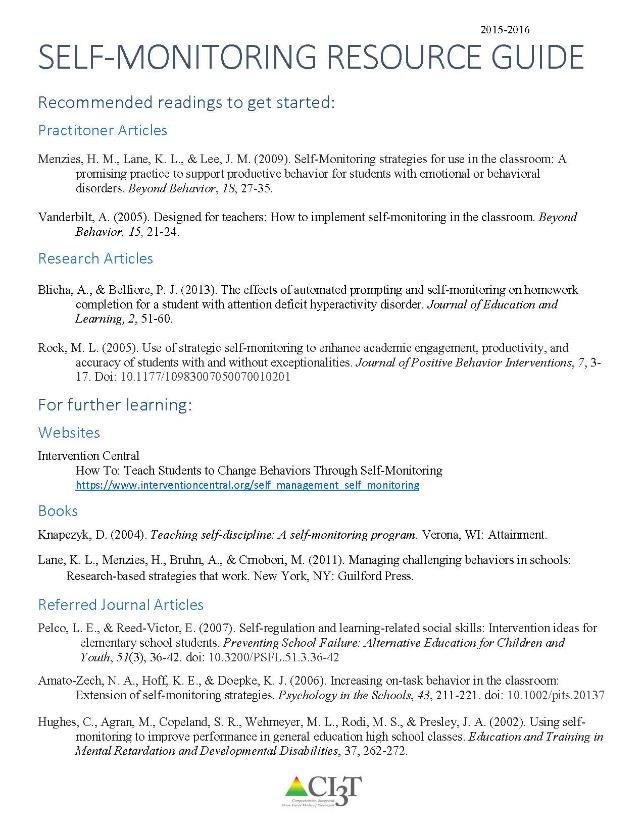 2015-2016
SELF-MONITORING RESOURCE GUIDE
Recommended readings to get started:
Practitoner Articles
Menzies, H. M., Lane, K. L., & Lee, J. M. (2009). Self-Monitoring strategies for use in the classroom: A
promising practice to support productive behavior for students with emotional or behavioral
disorders. Beyond Behavior, 18, 27-35.
Vanderbilt, A. (2005). Designed for teachers: How to implement self-monitoring in the classroom. Beyond
Behavior, 15, 21-24.
Research Articles
Blicha, A., & Belfiore, P. J. (2013). The effects of automated prompting and self-monitoring on homework
completion for a student with attention deficit hyperactivity disorder. Journal of Education and
Learning, 2, 51-60.
Rock, M. L. (2005). Use of strategic self-monitoring to enhance academic engagement, productivity, and
accuracy of students with and without exceptionalities. Journal of Positive Behavior Interventions, 7, 3-
17. Doi: 10.1177/10983007050070010201
For further learning:
Websites
Intervention Central
How To: Teach Students to Change Behaviors Through Self-Monitoring
https://www.interventioncentral.org/self_management_self_monitoring
Books
Knapczyk, D. (2004). Teaching self-discipline: A self-monitoring program. Verona, WI: Attainment.
Lane, K. L., Menzies, H., Bruhn, A., & Crnobori, M. (2011). Managing challenging behaviors in schools:
Research-based strategies that work. New York, NY: Guilford Press.
Referred Journal Articles
Pelco, L. E., & Reed-Victor, E. (2007). Self-regulation and learning-related social skills: Intervention ideas for
elementary school students. Preventing School Failure: Alternative Education for Children and
Youth, 51(3), 36-42. doi: 10.3200/PSFL.51.3.36-42
Amato-Zech, N. A., Hoff, K. E., & Doepke, K. J. (2006). Increasing on-task behavior in the classroom:
Extension of self-monitoring strategies. Psychology in the Schools, 43, 211-221. doi: 10.1002/pits.20137
Hughes, C., Agran, M., Copeland, S. R., Wehmeyer, M. L., Rodi, M. S., & Presley, J. A. (2002). Using self-
monitoring to improve performance in general education high school classes. Education and Training in
Mental Retardation and Developmental Disabilities, 37, 262-272.
CI3T